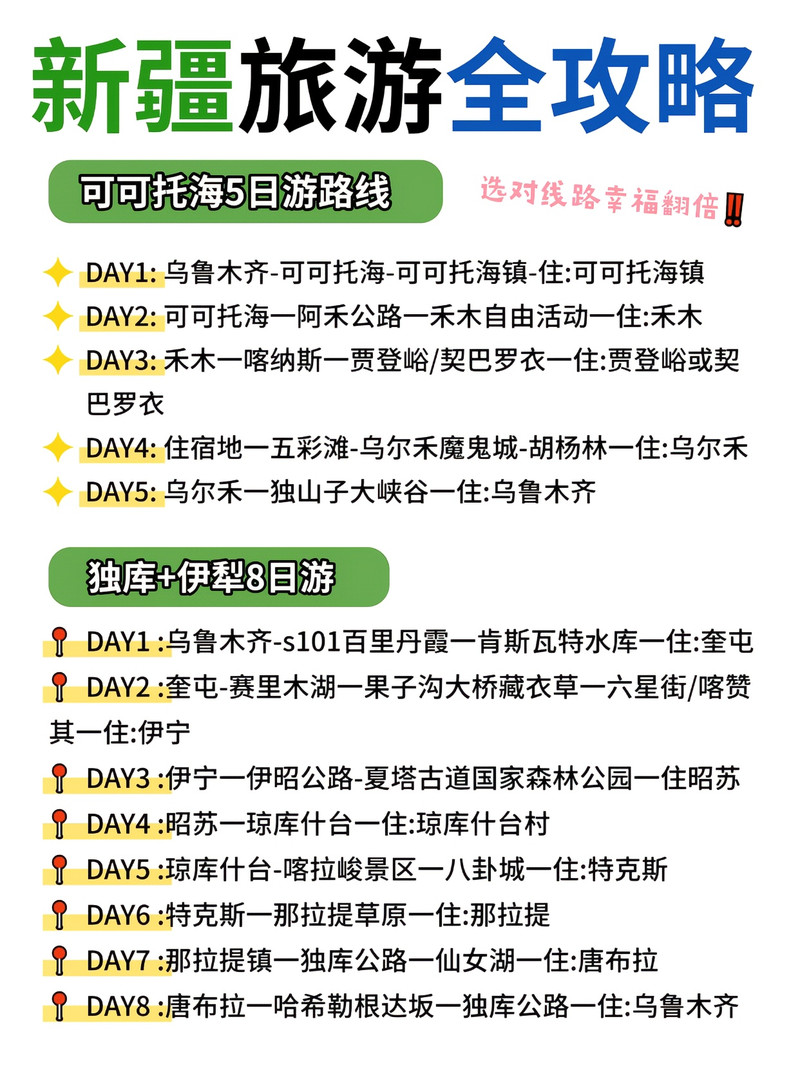 新疆旅游全攻略
可可托海5日游路线
选对线路幸福翻倍‼
DAY1: 乌鲁木齐-可可托海-可可托海镇-住:可可托海镇
DAY2: 可可托海一阿禾公路一禾木自由活动一住:禾木
DAY3: 禾木一喀纳斯一贾登峪/契巴罗衣一住:贾登峪或契
巴罗衣
DAY4: 住宿地一五彩滩-乌尔禾魔鬼城-胡杨林一住:乌尔禾
DAY5: 乌尔禾一独山子大峡谷一住:乌鲁木齐
独库+伊犁8日游
DAY1 :乌鲁木齐-s101百里丹霞一肯斯瓦特水库一住:奎屯
DAY2 :奎屯-赛里木湖一果子沟大桥藏衣草一六星街/喀赞
其一住:伊宁
DAY3 :伊宁一伊昭公路-夏塔古道国家森林公园一住昭苏
DAY4 :昭苏一琼库什台一住:琼库什台村
DAY5 :琼库什台-喀拉峻景区一八卦城一住:特克斯
DAY6 :特克斯一那拉提草原一住:那拉提
DAY7 :那拉提镇一独库公路一仙女湖一住:唐布拉
DAY8 :唐布拉一哈希勒根达坂一独库公路一住:乌鲁木齐